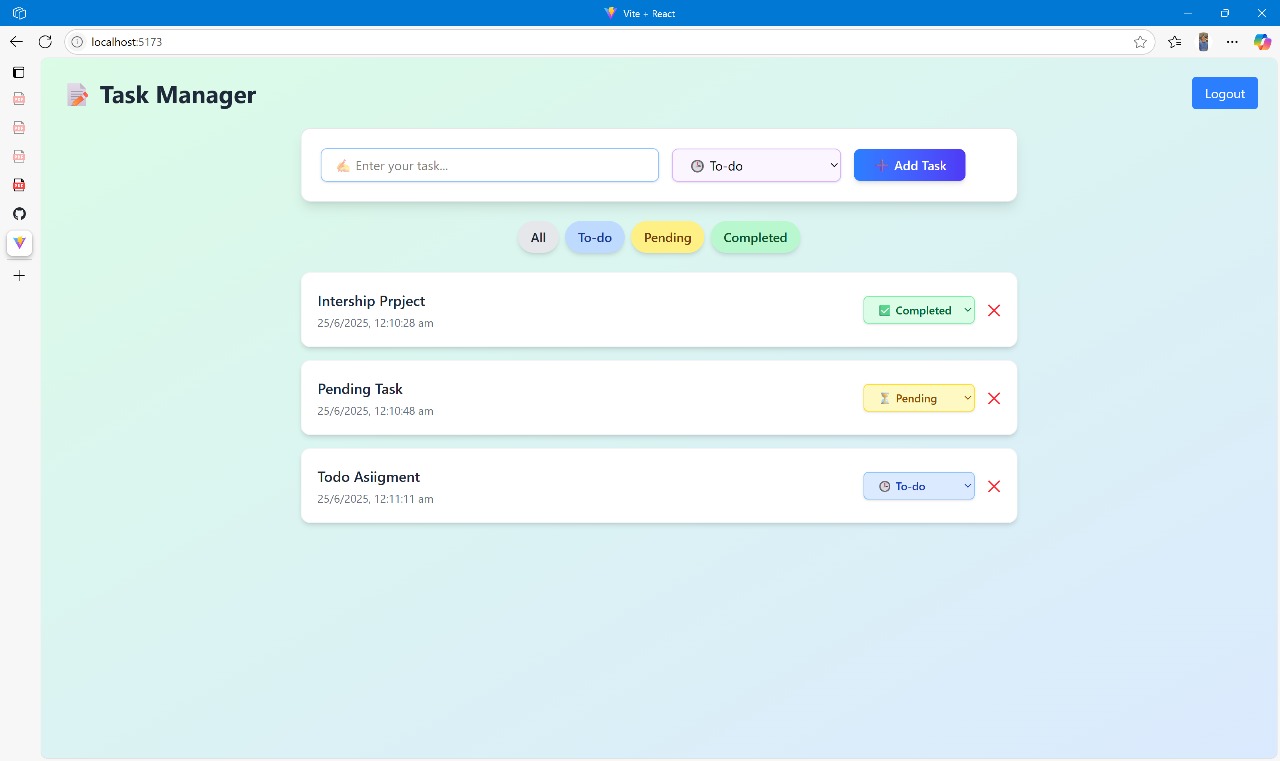 Vite + React
localhost:5173
Task Manager
Logout
Enter your task...
To-do
Add Task
All
To-do
Pending
Completed
Intership Prpject
25/6/2025, 12:10:28 am
Completed
Pending Task
25/6/2025, 12:10:48 am
Pending
Todo Asiigment
25/6/2025, 12:11:11 am
To-do